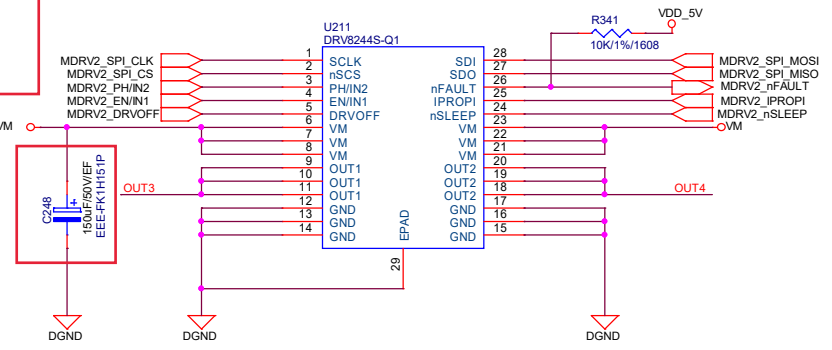 U211
DRV8244S-Q1
R341
10K/1%/1608
VDD_5V
MDRV2_SPI_CLK 1 SCLK
MDRV2_SPI_CS 2 nSCS
MDRV2_PH/IN2 3 PH/IN2
MDRV2_EN/IN1 4 EN/IN1
MDRV2_DRVOFF 5 DRVOFF
VM 6 VM
7 VM
8 VM
9 OUT1
10 OUT1
OUT3 11 OUT1
12 GND
13 GND
14 GND
SDI 28 MDRV2_SPI_MOSI
SDO 27 MDRV2_SPI_MISO
nFAULT 26 MDRV2_nFAULT
IPROPI 25 MDRV2_IPROPI
nSLEEP 24 MDRV2_nSLEEP
VM 23 VM
VM 22
VM 21
OUT2 20
OUT2 19
OUT2 18 OUT4
GND 17
GND 16
GND 15
EPAD
29
C248
+
150uF/50V/EF
EEE-FK1H151P
DGND
DGND
DGND